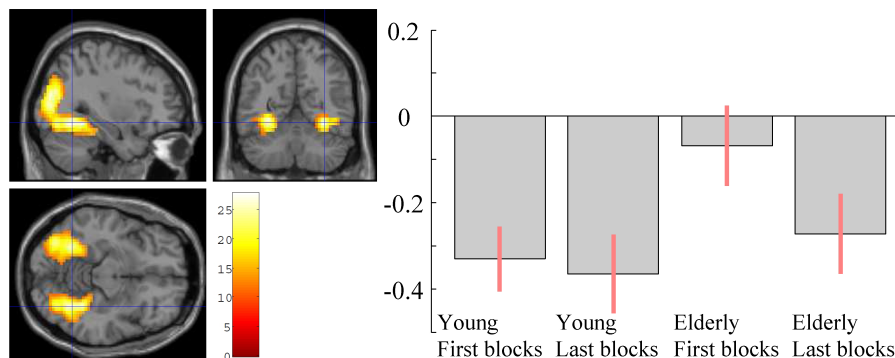 25
20
15
10
5
0
0.2
0
-0.2
-0.4
Young
First blocks
Young
Last blocks
Elderly
First blocks
Elderly
Last blocks